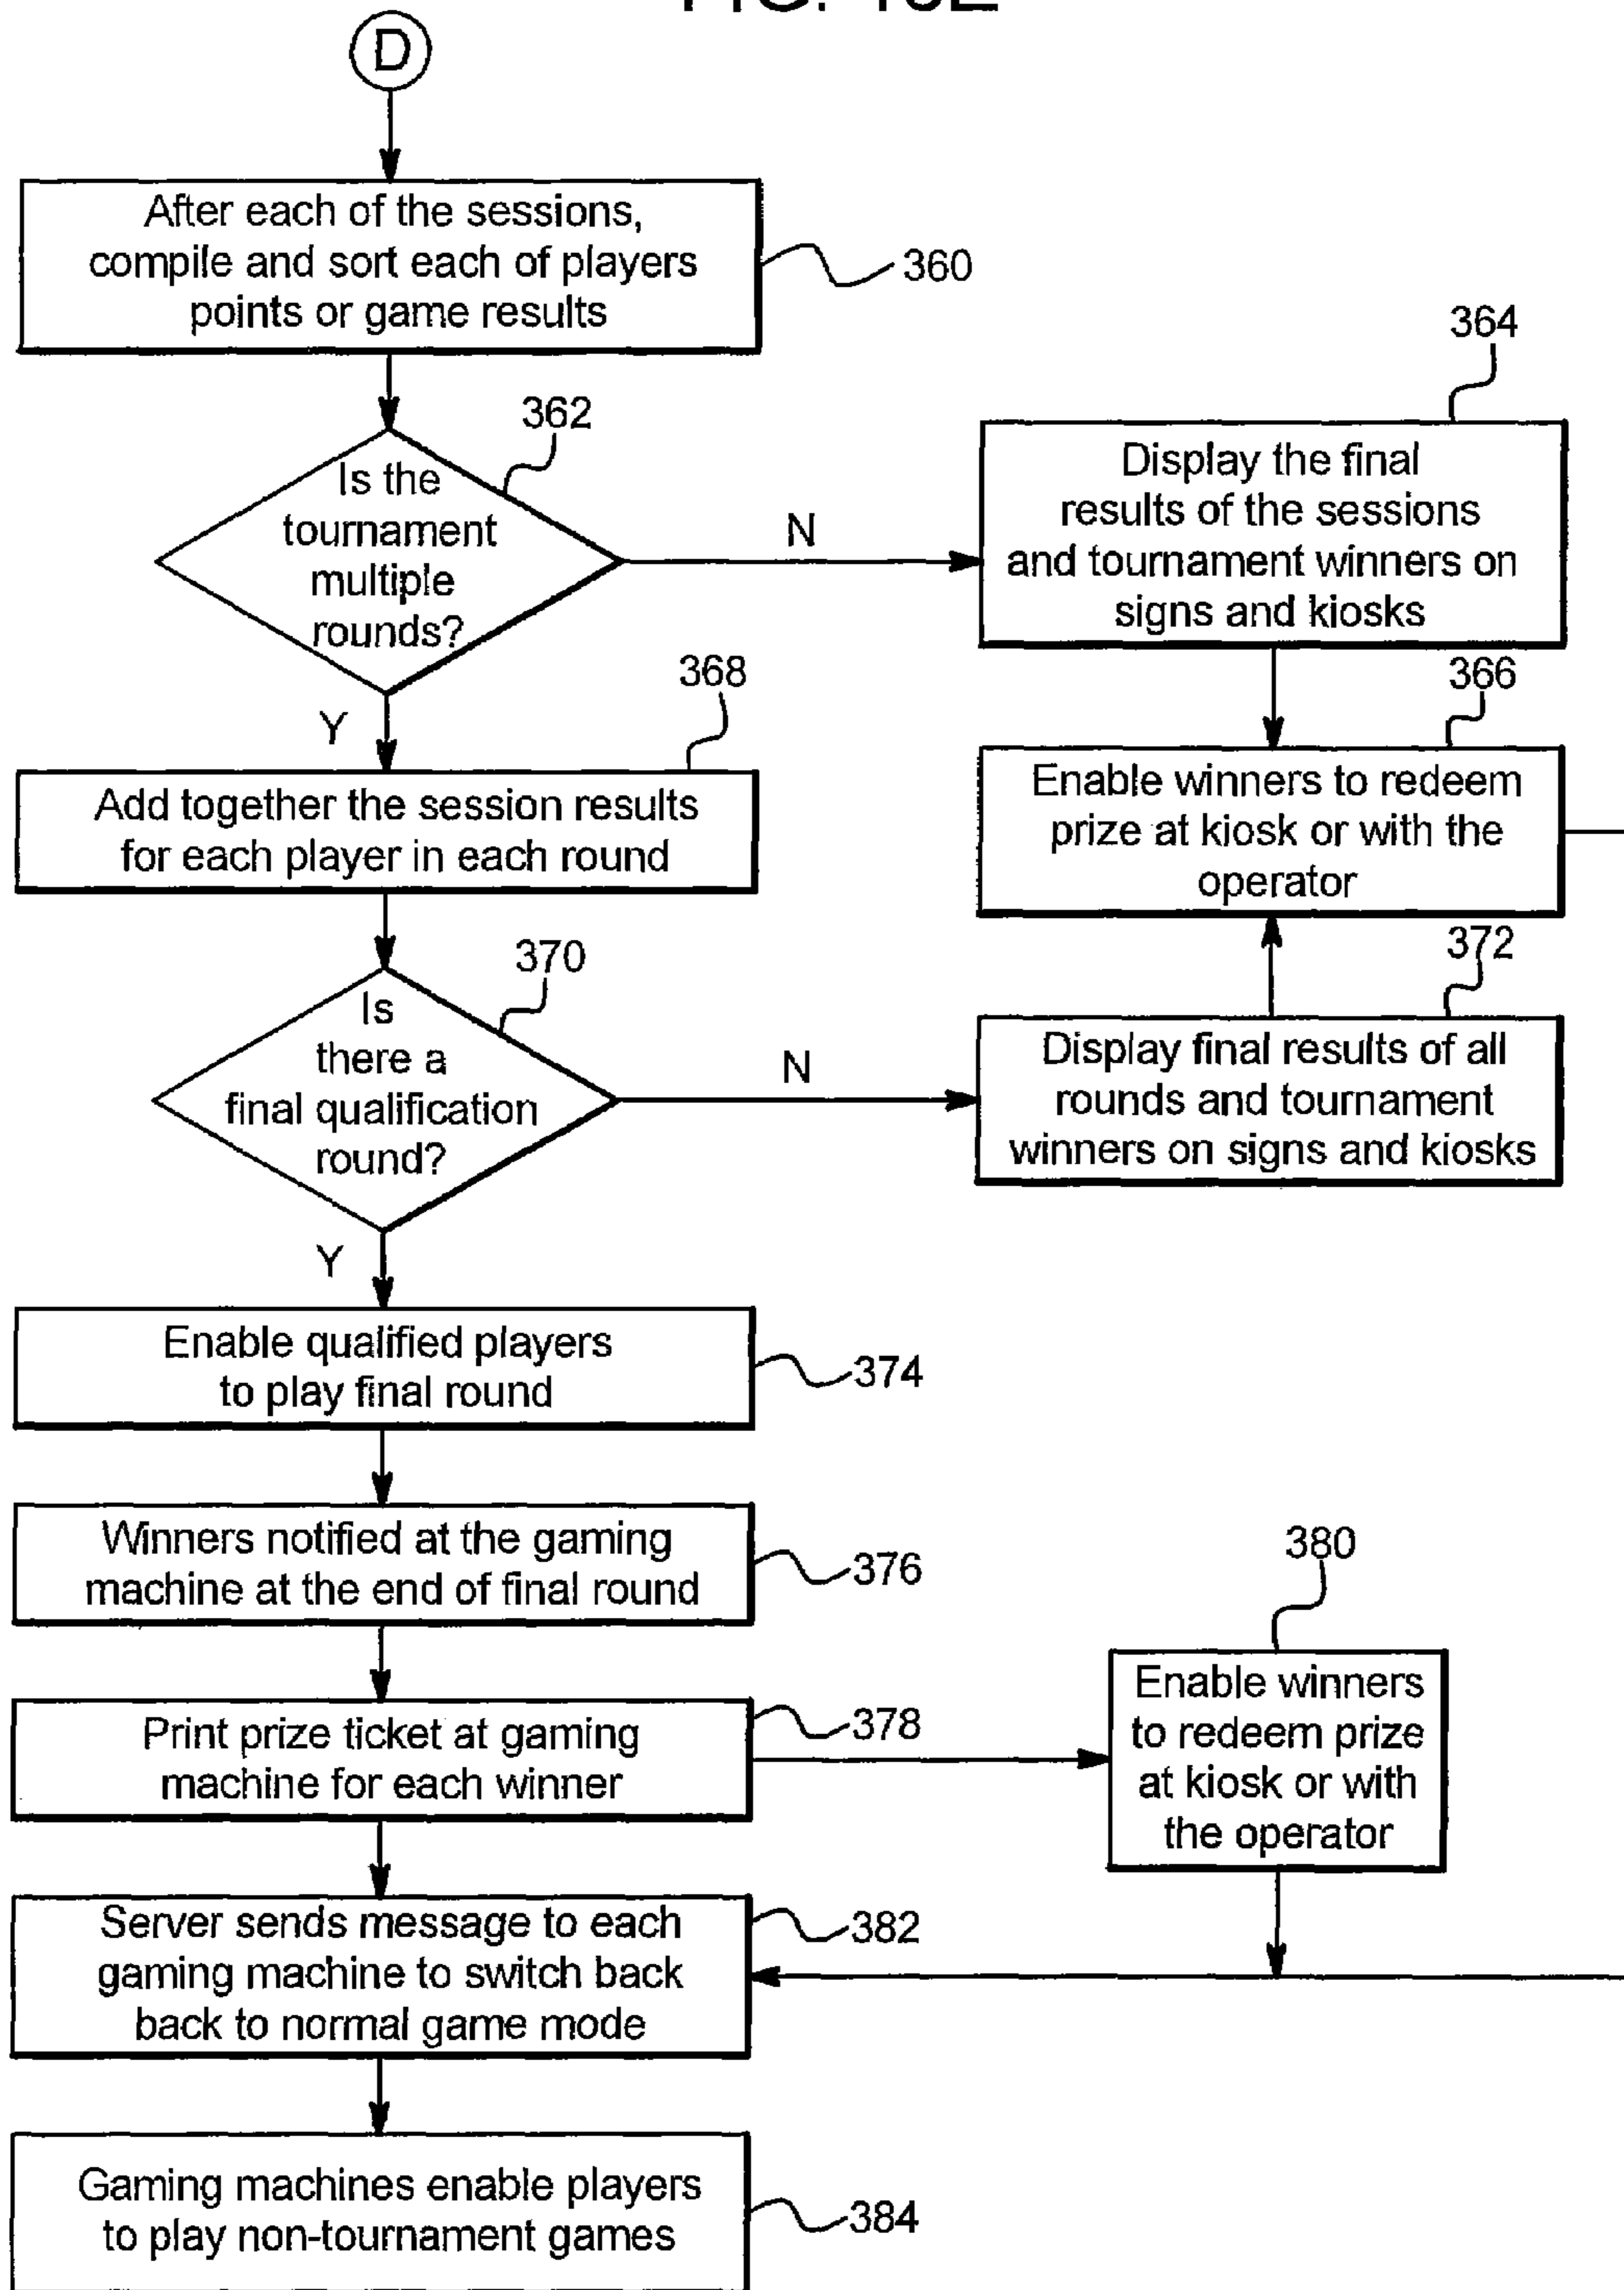 D
After each of the sessions,
compile and sort each of players
points or game results
360
362
Is the
tournament
multiple
rounds?
N
364
Display the final
results of the sessions
and tournament winners on
signs and kiosks
366
Enable winners to redeem
prize at kiosk or with the
operator
Y
368
Add together the session results
for each player in each round
370
Is
there a
final qualification
round?
N
372
Display final results of all
rounds and tournament
winners on signs and kiosks
Y
Enable qualified players
to play final round
374
Winners notified at the gaming
machine at the end of final round
376
Print prize ticket at gaming
machine for each winner
378
380
Enable winners
to redeem prize
at kiosk or with
the operator
Server sends message to each
gaming machine to switch back
back to normal game mode
382
Gaming machines enable players
to play non-tournament games
384